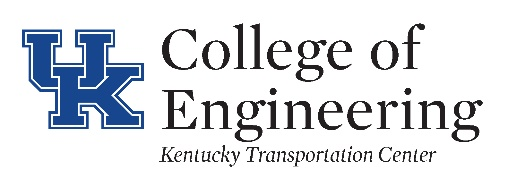 UK
College of
Engineering
Kentucky Transportation Center